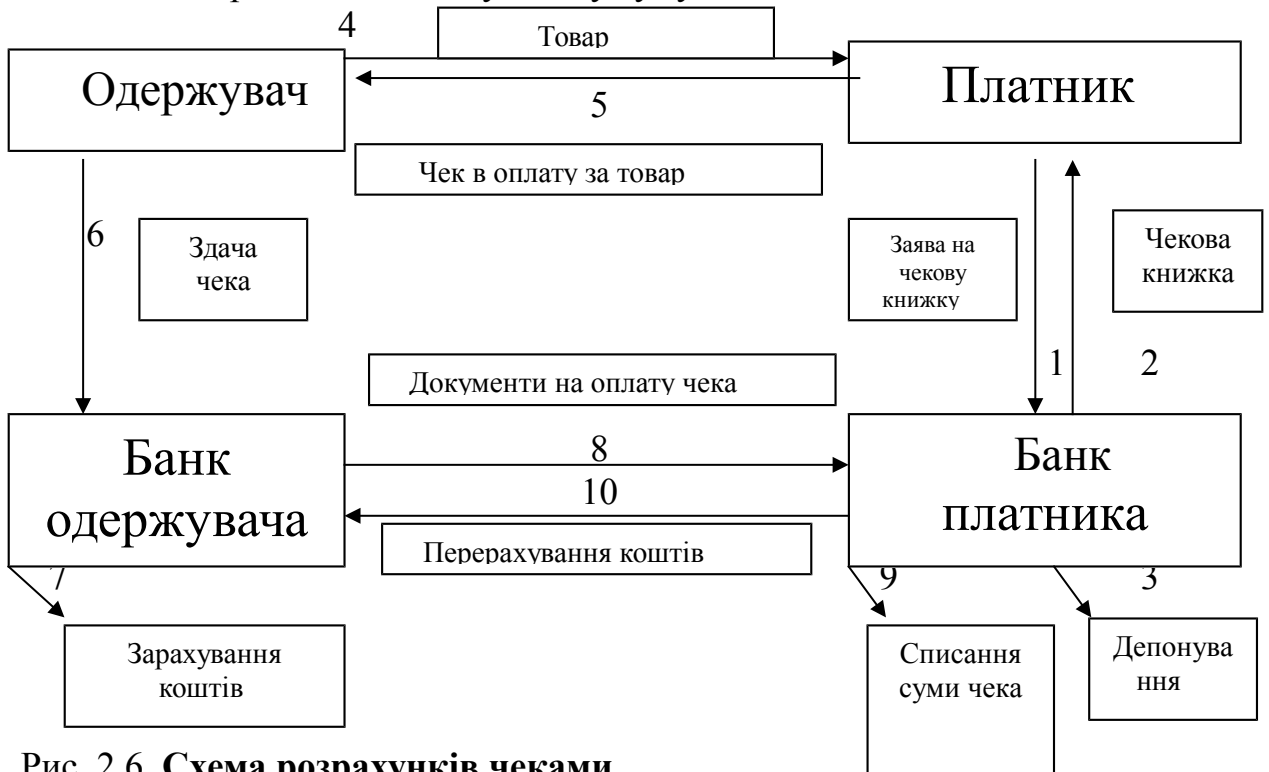 4
Товар
Одержувач
Платник
5
Чек в оплату за товар
6
Здача
чека
Заява на
чекову
книжку
Чекова
книжка
1
2
Документи на оплату чека
Банк
одержувача
8
10
Банк
платника
Перерахування коштів
7
9
3
Зарахування
коштів
Списання
суми чека
Депонува
ння
Рис. 2.6. Схема розрахунків чеками